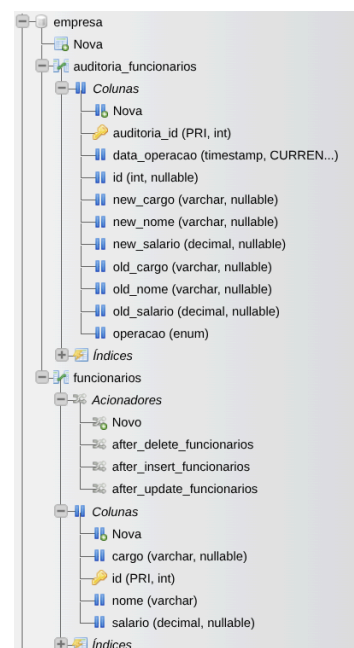 empresa
Nova
auditoria_funcionarios
Colunas
Nova
auditoria_id (PRI, int)
data_operacao (timestamp, CURREN...)
id (int, nullable)
new_cargo (varchar, nullable)
new_nome (varchar, nullable)
new_salario (decimal, nullable)
old_cargo (varchar, nullable)
old_nome (varchar, nullable)
old_salario (decimal, nullable)
operacao (enum)
Índices
funcionarios
Acionadores
Novo
after_delete_funcionarios
after_insert_funcionarios
after_update_funcionarios
Colunas
Nova
cargo (varchar, nullable)
id (PRI, int)
nome (varchar)
salario (decimal, nullable)
Índices